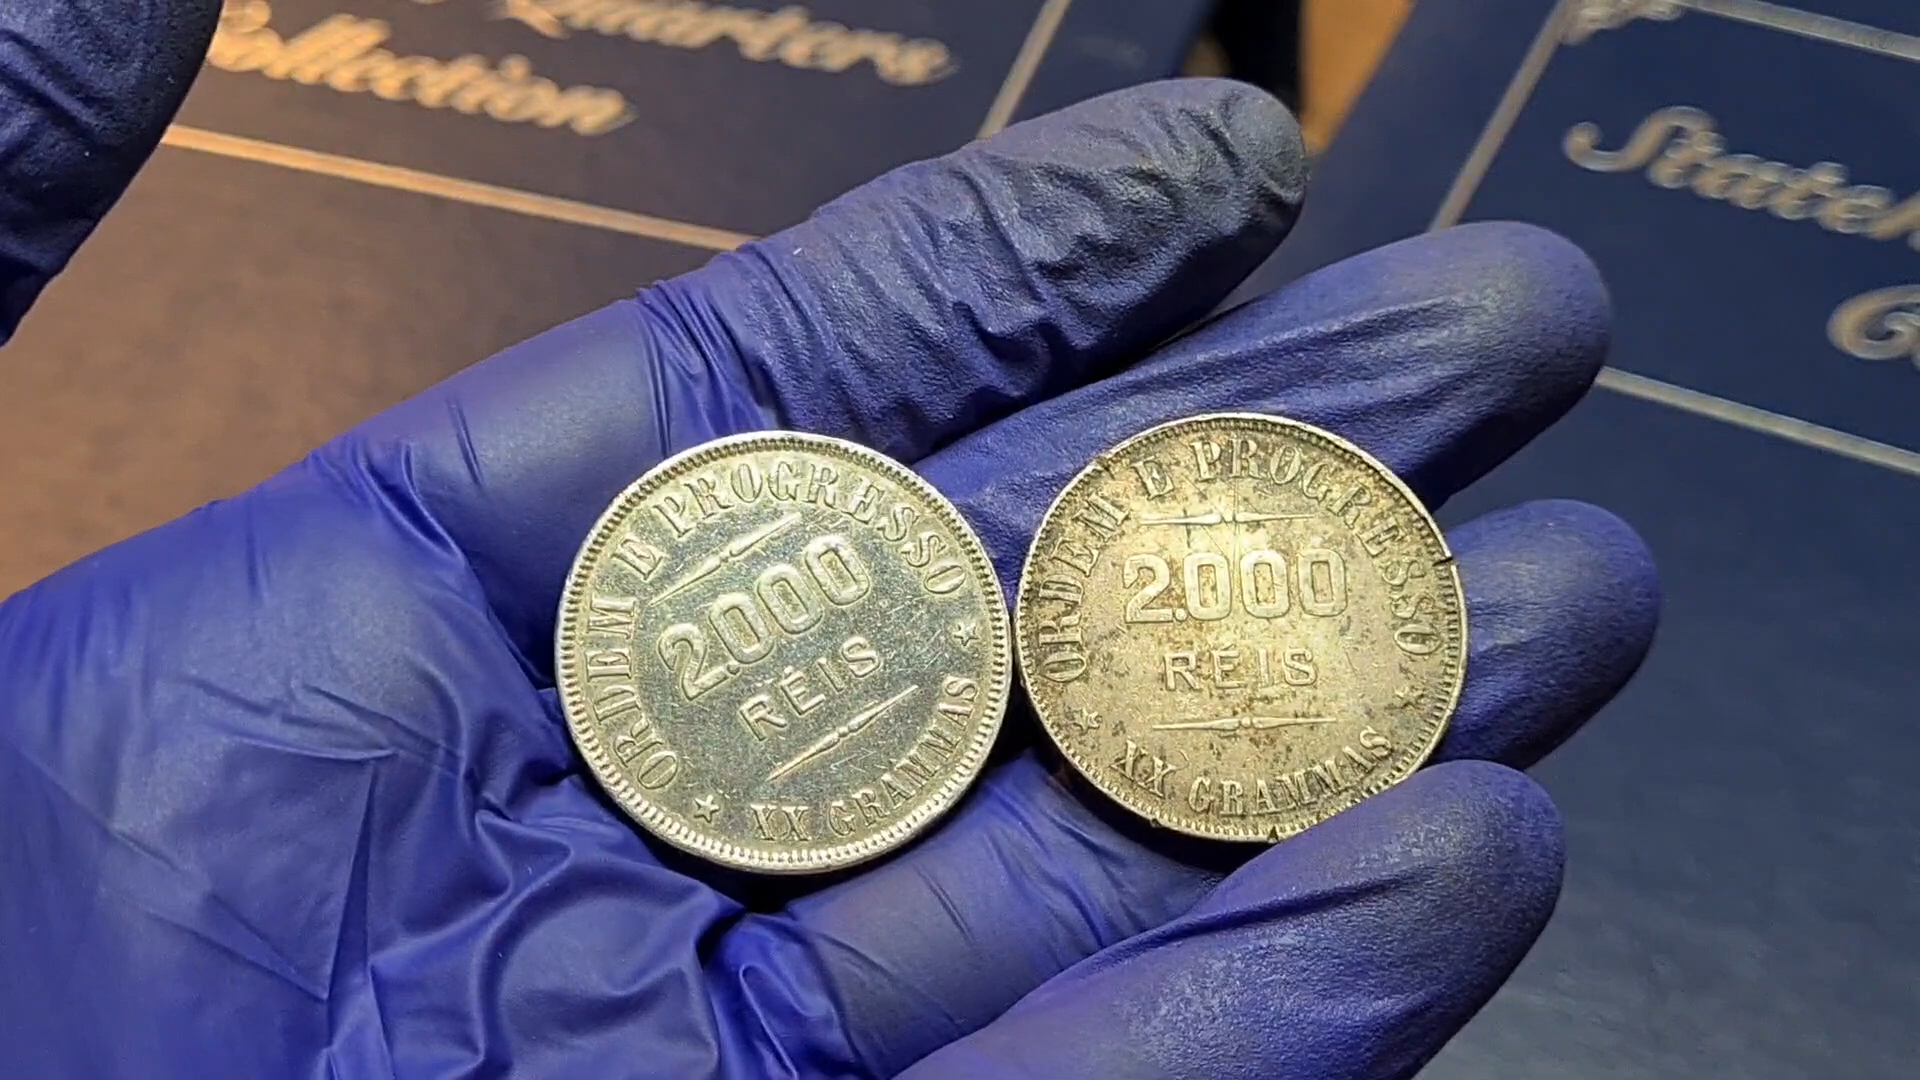 Quarters
Collection
State
ORDEM E PROGRESSO
2.000
RÉIS
XX GRAMMAS
ORDEM E PROGRESSO
2.000
RÉIS
XX GRAMMAS